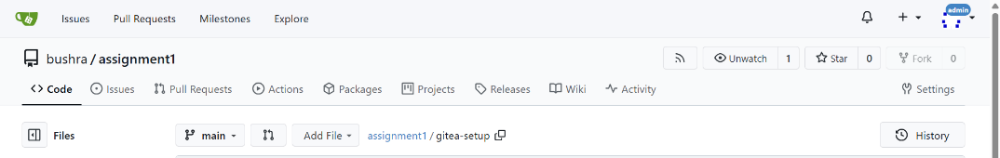 Issues Pull Requests Milestones Explore admin
bushra / assignment1 Unwatch 1 Star 0 Fork 0
Code Issues Pull Requests Actions Packages Projects Releases Wiki Activity Settings
Files main Add File assignment1 / gitea-setup History